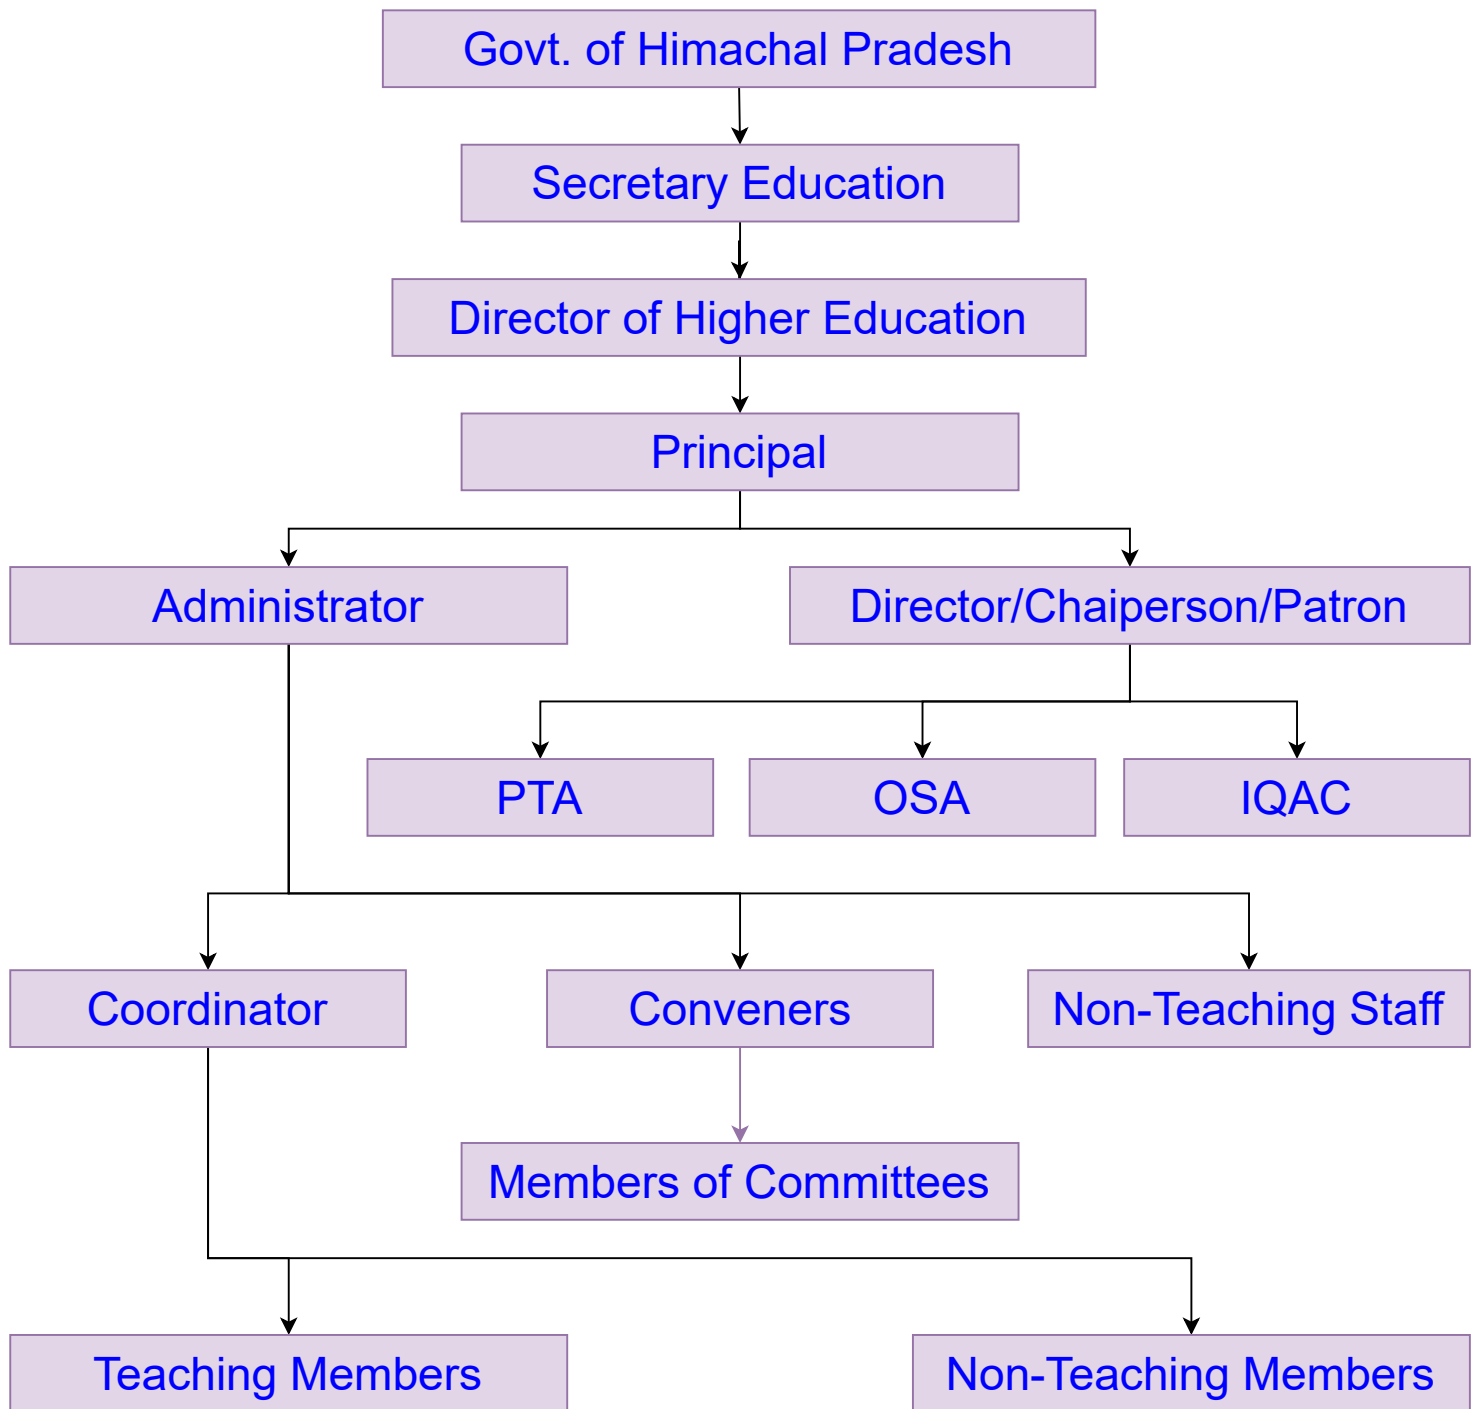 Govt. of Himachal Pradesh
Secretary Education
Director of Higher Education
Principal
Administrator
Director/Chaiperson/Patron
PTA
OSA
IQAC
Coordinator
Conveners
Non-Teaching Staff
Members of Committees
Teaching Members
Non-Teaching Members